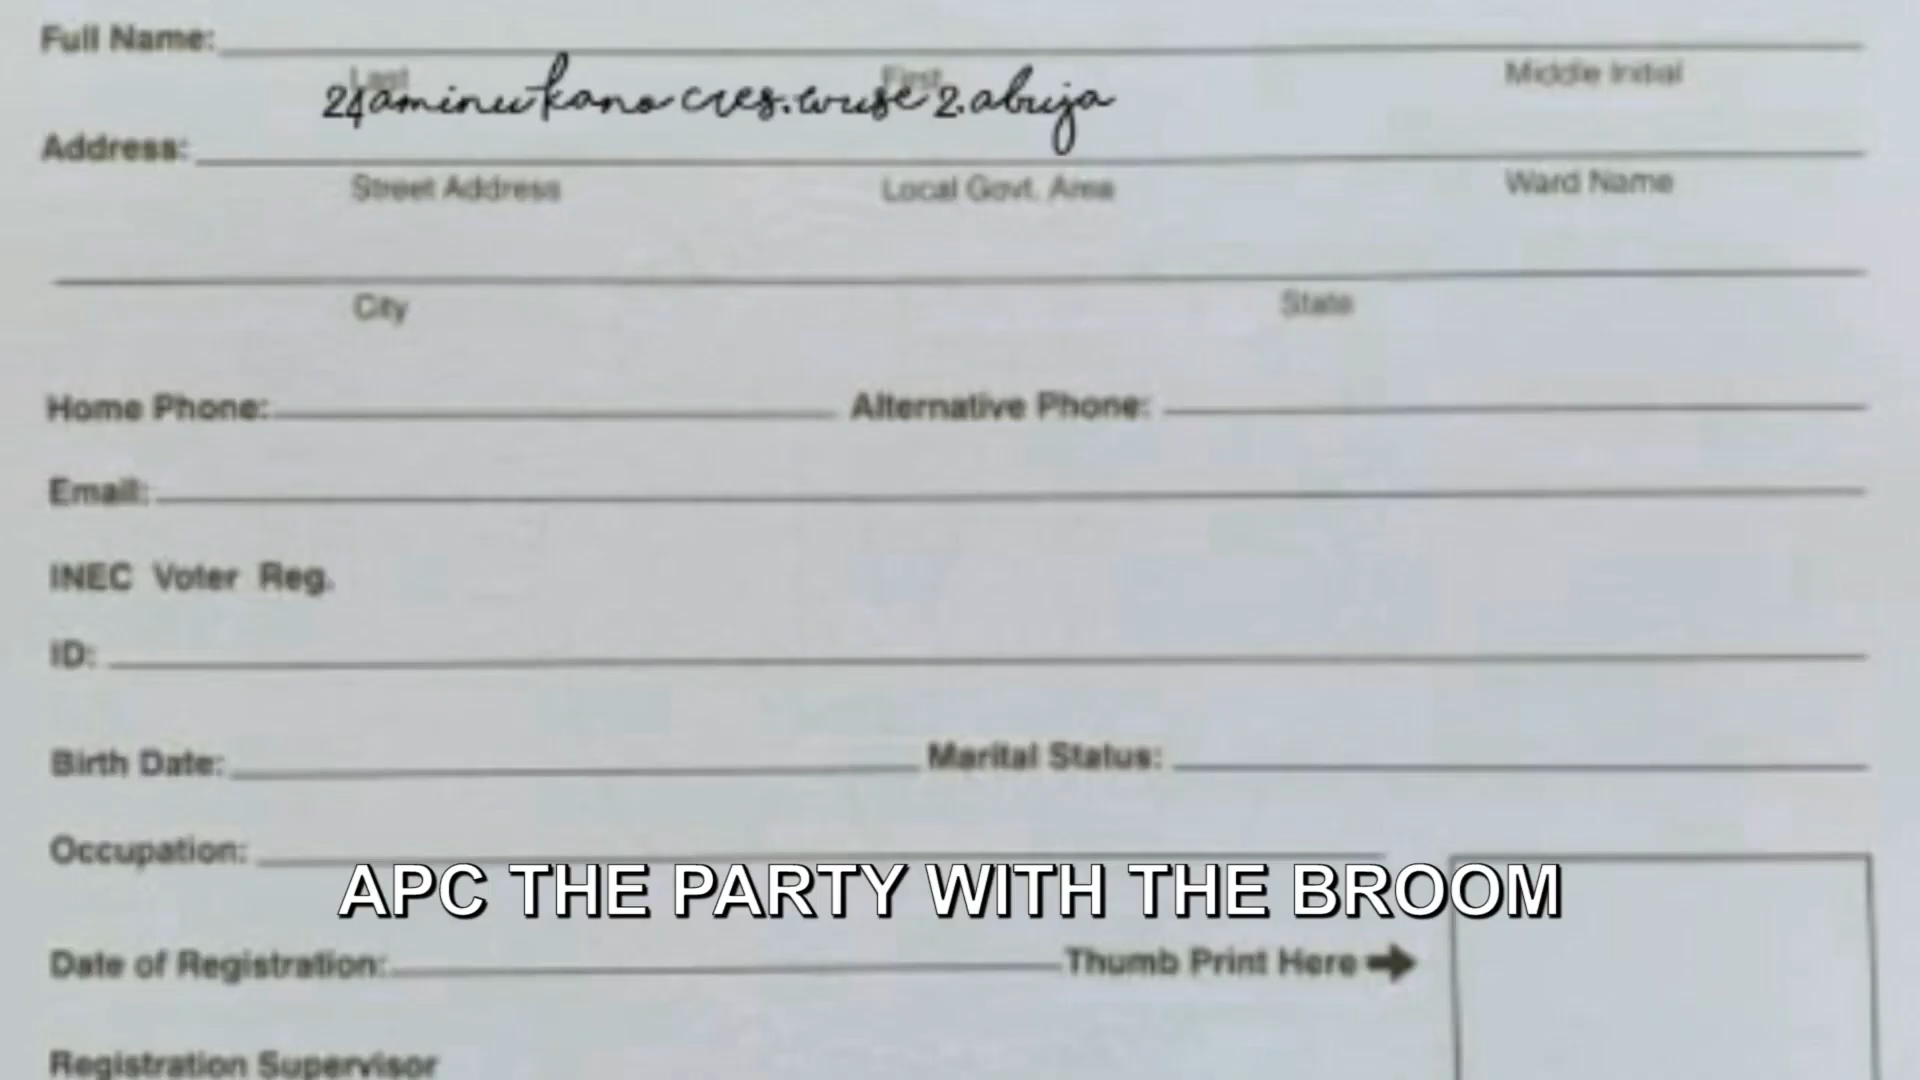 Full Name:
Last First Middle Initial
24 aminu kano cres. wuse 2. abuja
Address:
Street Address Local Govt. Area Ward Name
City State
Home Phone: Alternative Phone:
Email:
INEC Voter Reg.
ID:
Birth Date: Marital Status:
Occupation:
APC THE PARTY WITH THE BROOM
Date of Registration: Thumb Print Here
Registration Supervisor